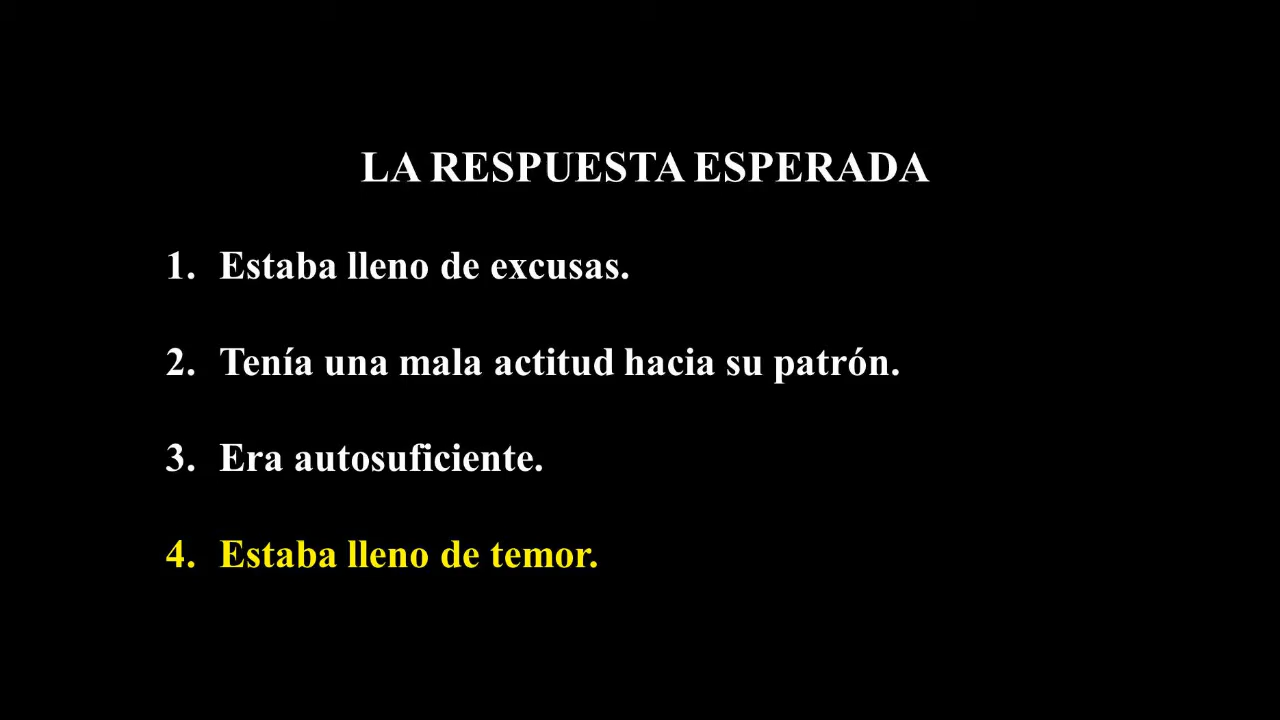 LA RESPUESTA ESPERADA
1. Estaba lleno de excusas.
2. Tenía una mala actitud hacia su patrón.
3. Era autosuficiente.
4. Estaba lleno de temor.